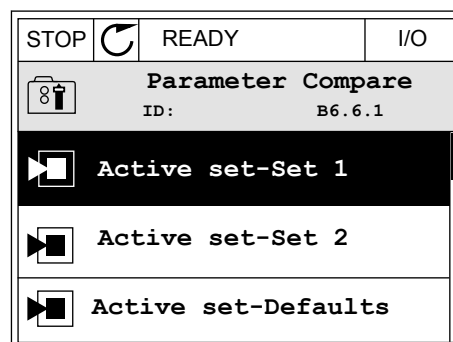 STOP READY I/O
Parameter Compare
ID: B6.6.1
Active set-Set 1
Active set-Set 2
Active set-Defaults